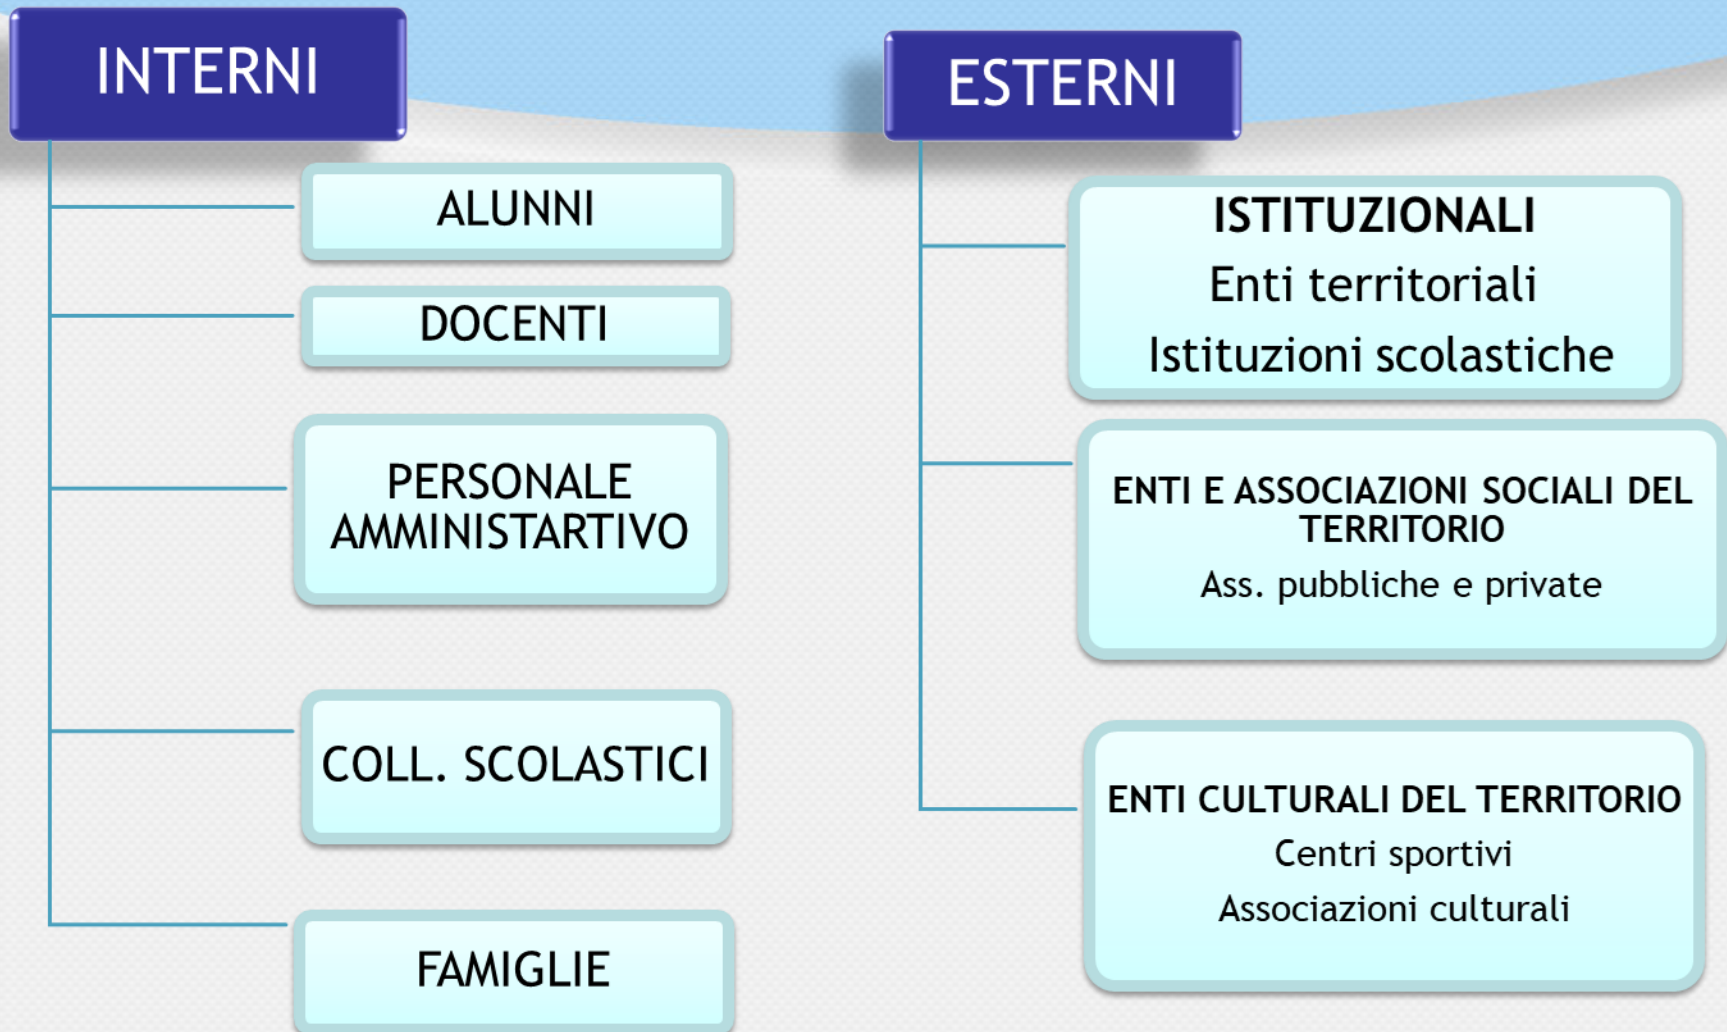 INTERNI
ALUNNI
DOCENTI
PERSONALE
AMMINISTARTIVO
COLL. SCOLASTICI
FAMIGLIE
ESTERNI
ISTITUZIONALI
Enti territoriali
Istituzioni scolastiche
ENTI E ASSOCIAZIONI SOCIALI DEL
TERRITORIO
Ass. pubbliche e private
ENTI CULTURALI DEL TERRITORIO
Centri sportivi
Associazioni culturali